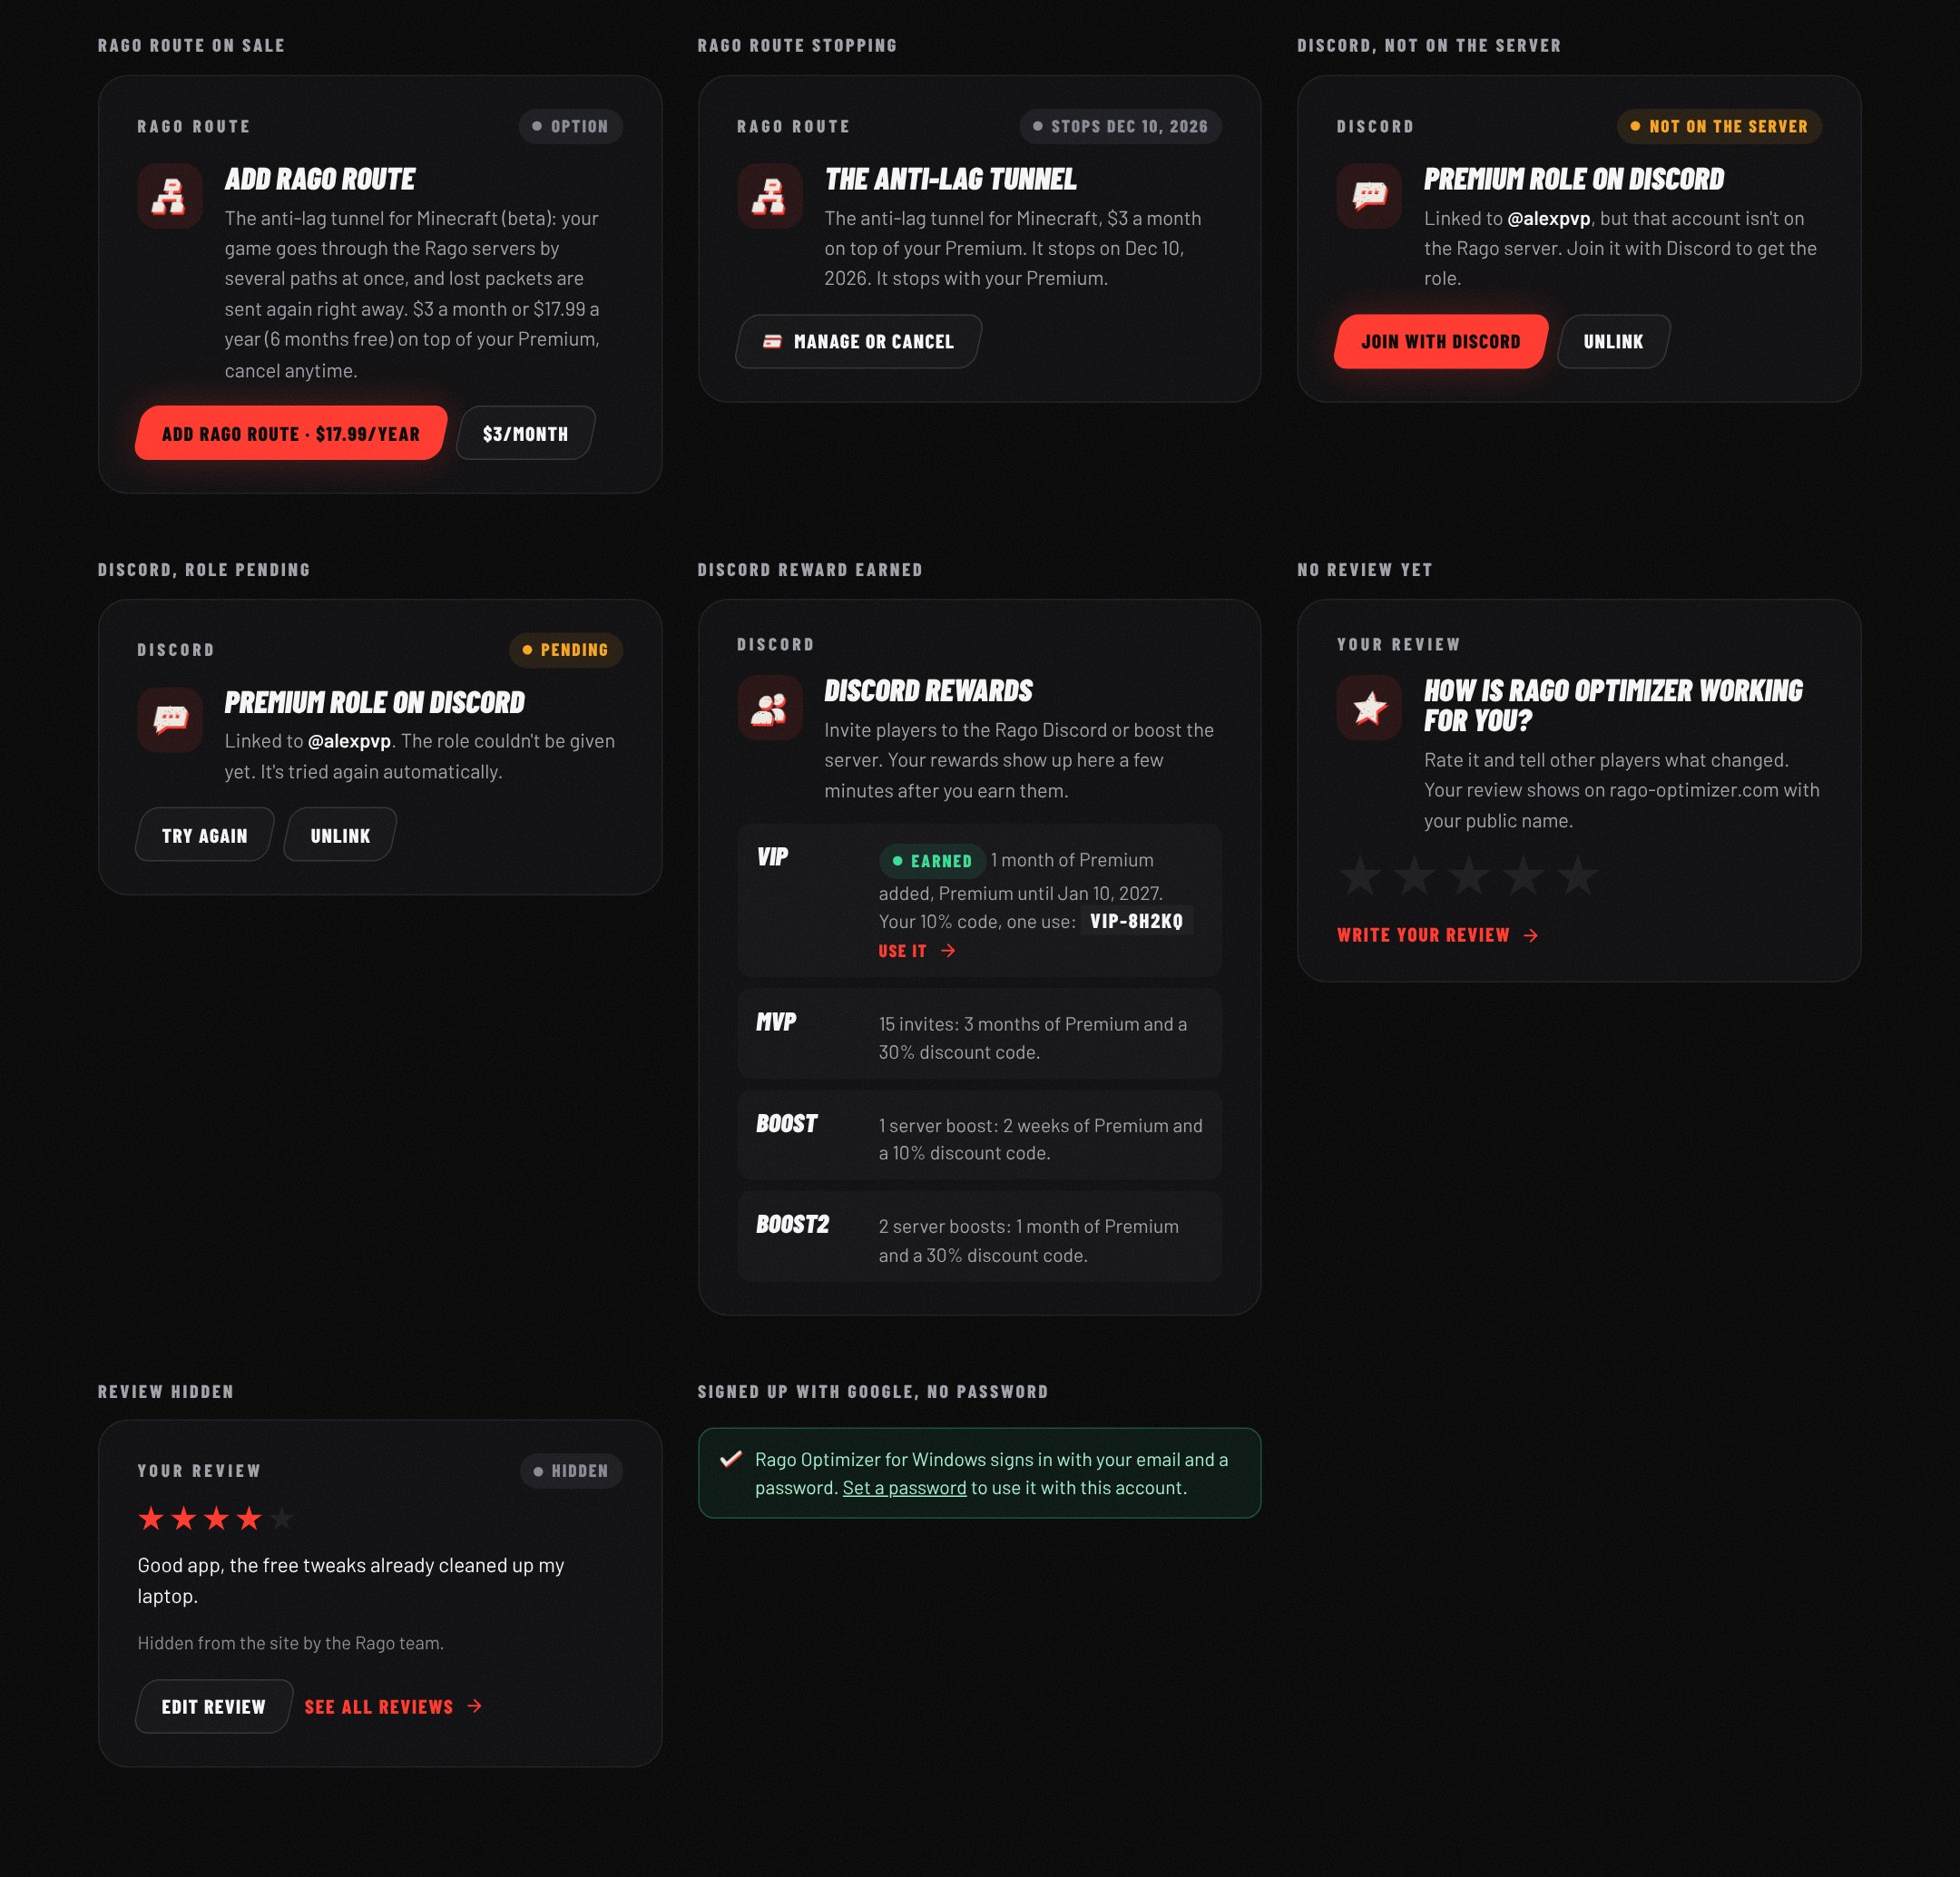 RAGO ROUTE ON SALE
RAGO ROUTE
OPTION
ADD RAGO ROUTE
The anti-lag tunnel for Minecraft (beta): your
game goes through the Rago servers by
several paths at once, and lost packets are
sent again right away. $3 a month or $17.99 a
year (6 months free) on top of your Premium,
cancel anytime.
ADD RAGO ROUTE · $17.99/YEAR
$3/MONTH
RAGO ROUTE STOPPING
RAGO ROUTE
STOPS DEC 10, 2026
THE ANTI-LAG TUNNEL
The anti-lag tunnel for Minecraft, $3 a month
on top of your Premium. It stops on Dec 10,
2026. It stops with your Premium.
MANAGE OR CANCEL
DISCORD, NOT ON THE SERVER
DISCORD
NOT ON THE SERVER
PREMIUM ROLE ON DISCORD
Linked to @alexpvp, but that account isn't on
the Rago server. Join it with Discord to get the
role.
JOIN WITH DISCORD
UNLINK
DISCORD, ROLE PENDING
DISCORD
PENDING
PREMIUM ROLE ON DISCORD
Linked to @alexpvp. The role couldn't be given
yet. It's tried again automatically.
TRY AGAIN
UNLINK
DISCORD REWARD EARNED
DISCORD
DISCORD REWARDS
Invite players to the Rago Discord or boost the
server. Your rewards show up here a few
minutes after you earn them.
VIP
EARNED 1 month of Premium
added, Premium until Jan 10, 2027.
Your 10% code, one use: VIP-8H2KQ
USE IT →
MVP
15 invites: 3 months of Premium and a
30% discount code.
BOOST
1 server boost: 2 weeks of Premium and
a 10% discount code.
BOOST2
2 server boosts: 1 month of Premium
and a 30% discount code.
NO REVIEW YET
YOUR REVIEW
HOW IS RAGO OPTIMIZER WORKING
FOR YOU?
Rate it and tell other players what changed.
Your review shows on rago-optimizer.com with
your public name.
WRITE YOUR REVIEW →
REVIEW HIDDEN
YOUR REVIEW
HIDDEN
Good app, the free tweaks already cleaned up my
laptop.
Hidden from the site by the Rago team.
EDIT REVIEW
SEE ALL REVIEWS →
SIGNED UP WITH GOOGLE, NO PASSWORD
Rago Optimizer for Windows signs in with your email and a
password. Set a password to use it with this account.